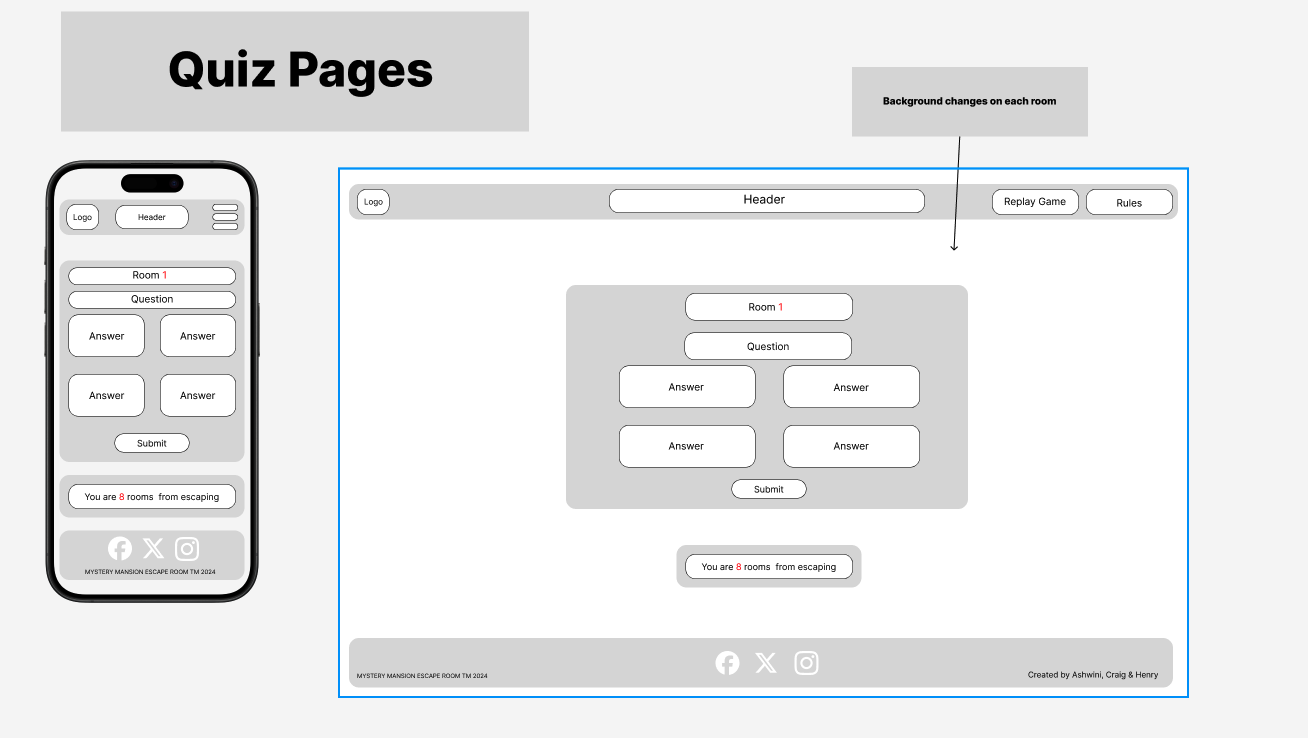 Quiz Pages
Background changes on each room
Logo
Header
Room 1
Question
Answer Answer
Answer Answer
Submit
You are 8 rooms from escaping
MYSTERY MANSION ESCAPE ROOM TM 2024
Logo
Header
Replay Game
Rules
Room 1
Question
Answer Answer
Answer Answer
Submit
You are 8 rooms from escaping
MYSTERY MANSION ESCAPE ROOM TM 2024
Created by Ashwini, Craig & Henry